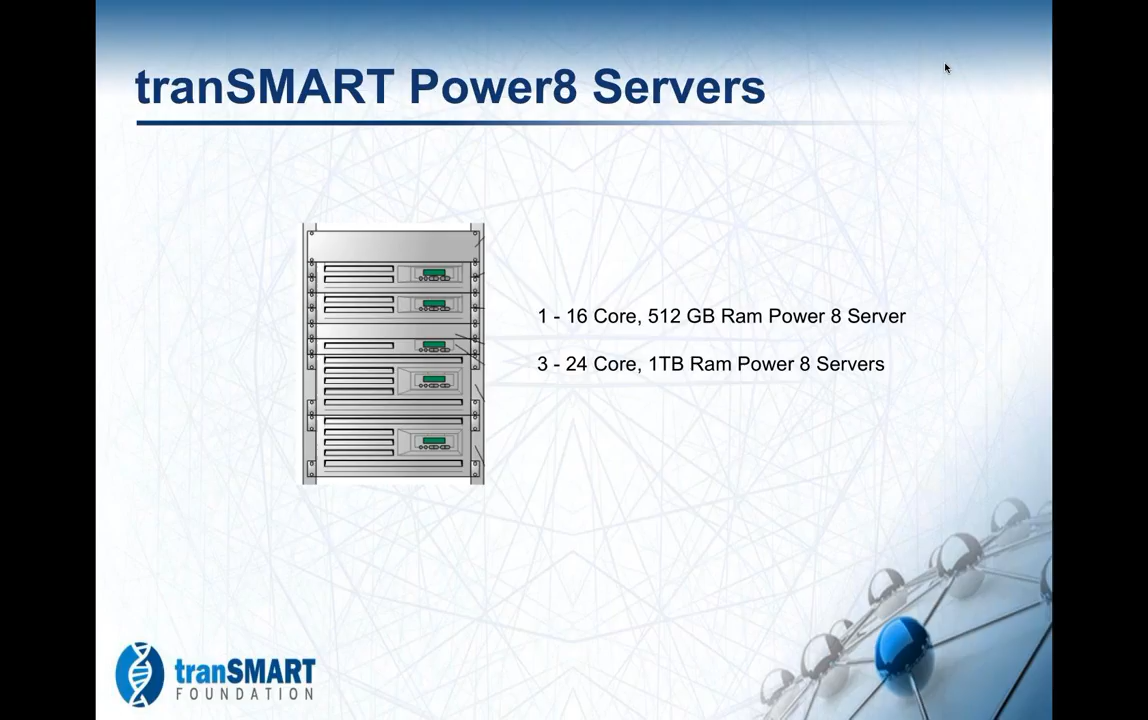 tranSMART Power8 Servers
1 - 16 Core, 512 GB Ram Power 8 Server
3 - 24 Core, 1TB Ram Power 8 Servers
tranSMART
FOUNDATION